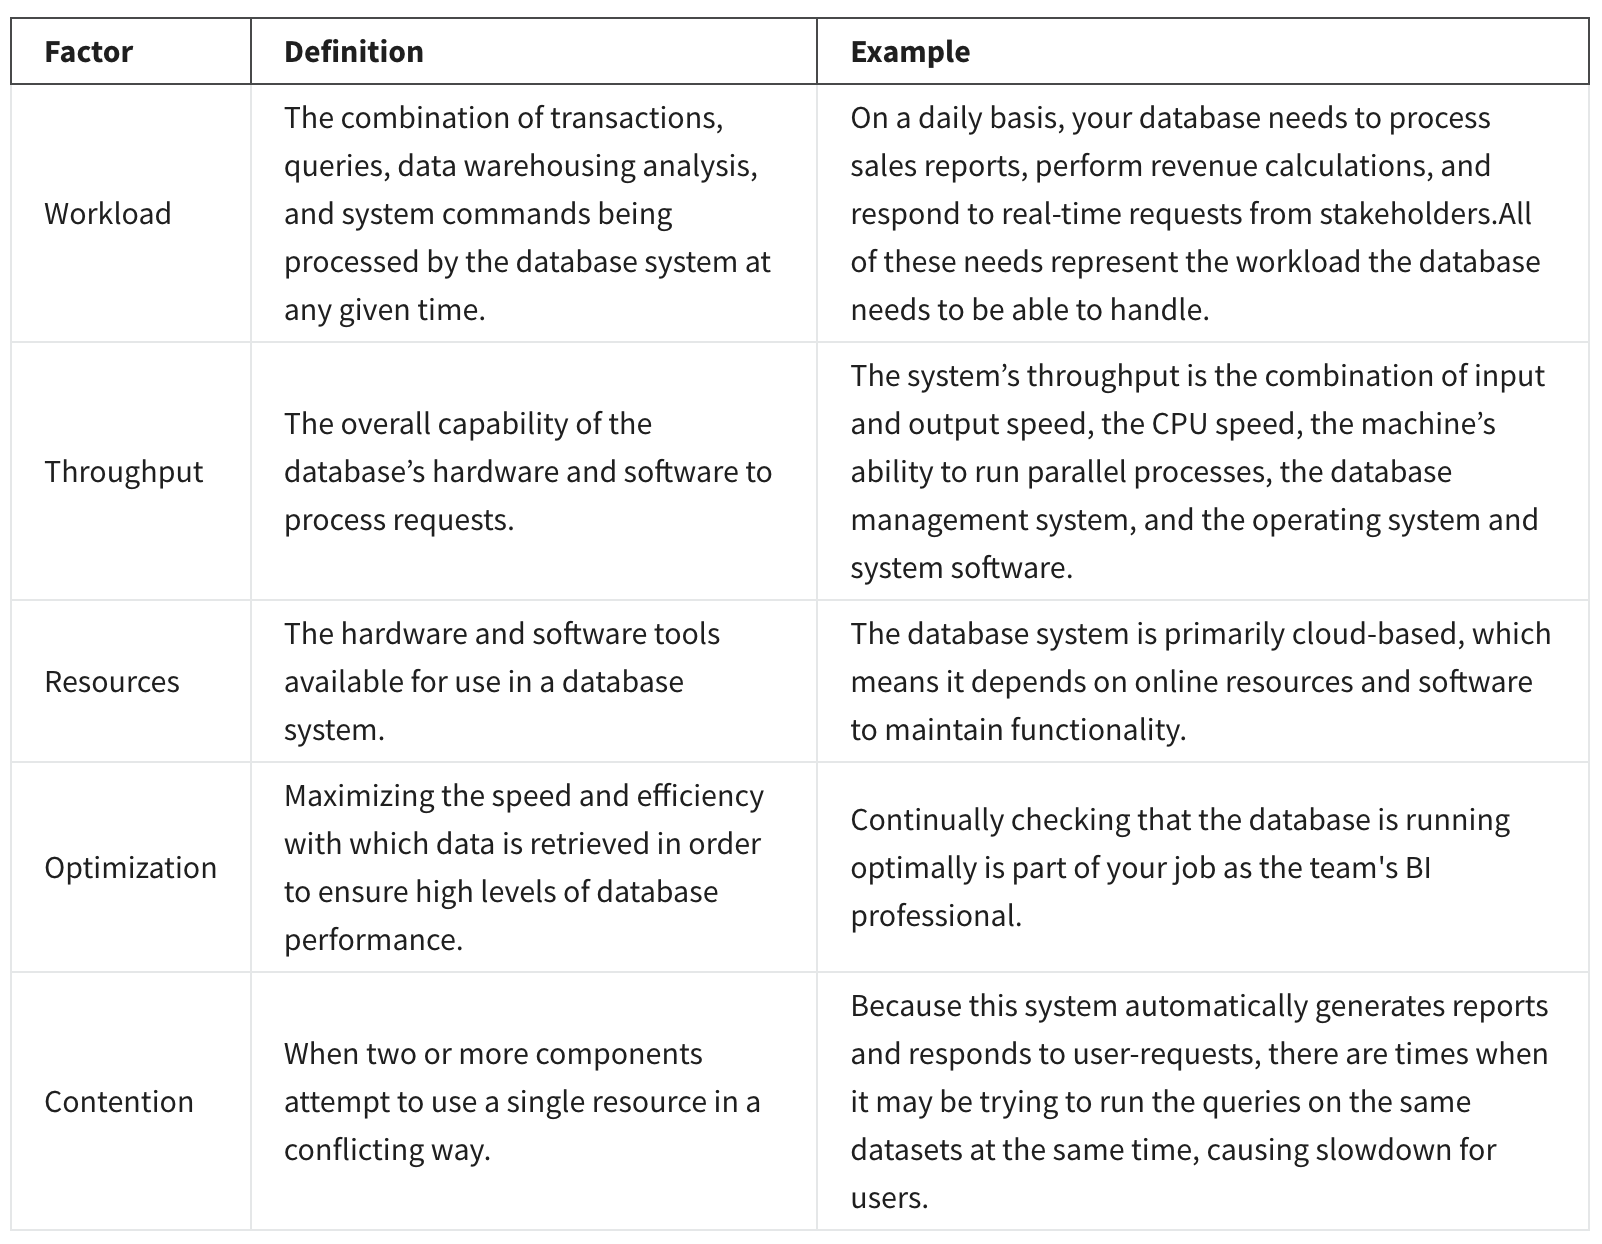 Factor
Definition
Example
Workload
The combination of transactions,
queries, data warehousing analysis,
and system commands being
processed by the database system at
any given time.
On a daily basis, your database needs to process
sales reports, perform revenue calculations, and
respond to real-time requests from stakeholders.All
of these needs represent the workload the database
needs to be able to handle.
Throughput
The overall capability of the
database’s hardware and software to
process requests.
The system’s throughput is the combination of input
and output speed, the CPU speed, the machine’s
ability to run parallel processes, the database
management system, and the operating system and
system software.
Resources
The hardware and software tools
available for use in a database
system.
The database system is primarily cloud-based, which
means it depends on online resources and software
to maintain functionality.
Optimization
Maximizing the speed and efficiency
with which data is retrieved in order
to ensure high levels of database
performance.
Continually checking that the database is running
optimally is part of your job as the team's BI
professional.
Contention
When two or more components
attempt to use a single resource in a
conflicting way.
Because this system automatically generates reports
and responds to user-requests, there are times when
it may be trying to run the queries on the same
datasets at the same time, causing slowdown for
users.